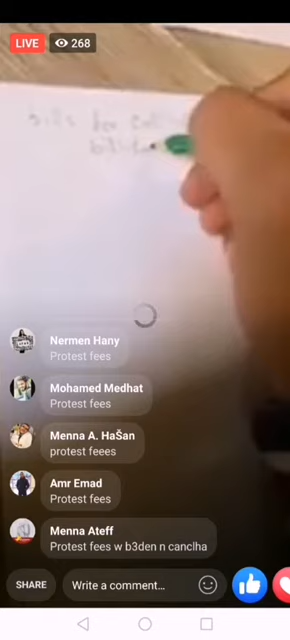 LIVE 268
Nermen Hany
Protest fees
Mohamed Medhat
Protest fees
Menna A. HaŠan
protest feees
Amr Emad
Protest fees
Menna Ateff
Protest fees w b3den n canclha
SHARE Write a comment...